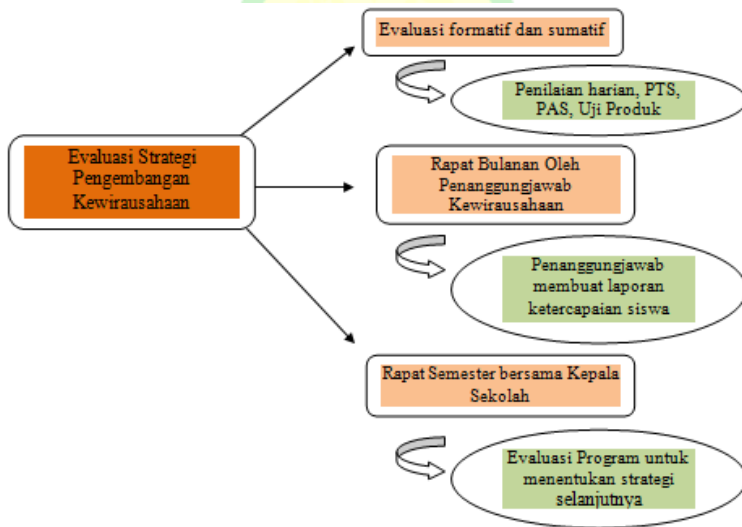 Evaluasi formatif dan sumatif
Penilaian harian, PTS,
PAS, Uji Produk
Evaluasi Strategi
Pengembangan
Kewirausahaan
Rapat Bulanan Oleh
Penanggungjawab
Kewirausahaan
Penanggungjawab
membuat laporan
ketercapaian siswa
Rapat Semester bersama Kepala
Sekolah
Evaluasi Program untuk
menentukan strategi
selanjutnya